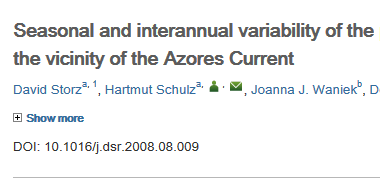 Seasonal and interannual variability of the
the vicinity of the Azores Current
David Storz a, 1, Hartmut Schulz a, , Joanna J. Waniek b, D
Show more
DOI: 10.1016/j.dsr.2008.08.009